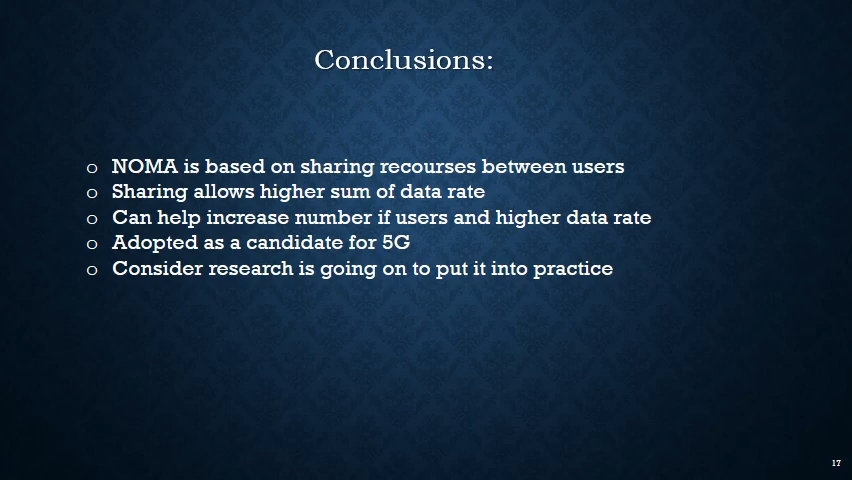 Conclusions:
o NOMA is based on sharing recourses between users
o Sharing allows higher sum of data rate
o Can help increase number if users and higher data rate
o Adopted as a candidate for 5G
o Consider research is going on to put it into practice
17